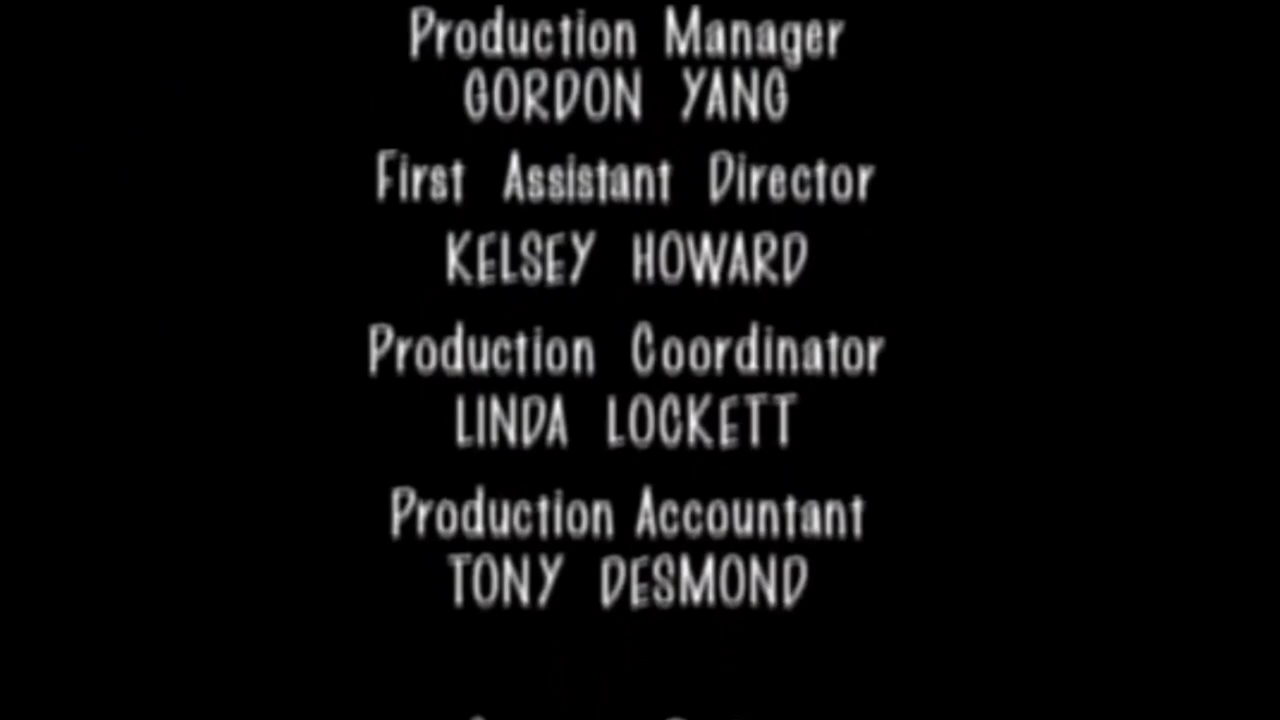 Production Manager
GORDON YANG
First Assistant Director
KELSEY HOWARD
Production Coordinator
LINDA LOCKETT
Production Accountant
TONY DESMOND